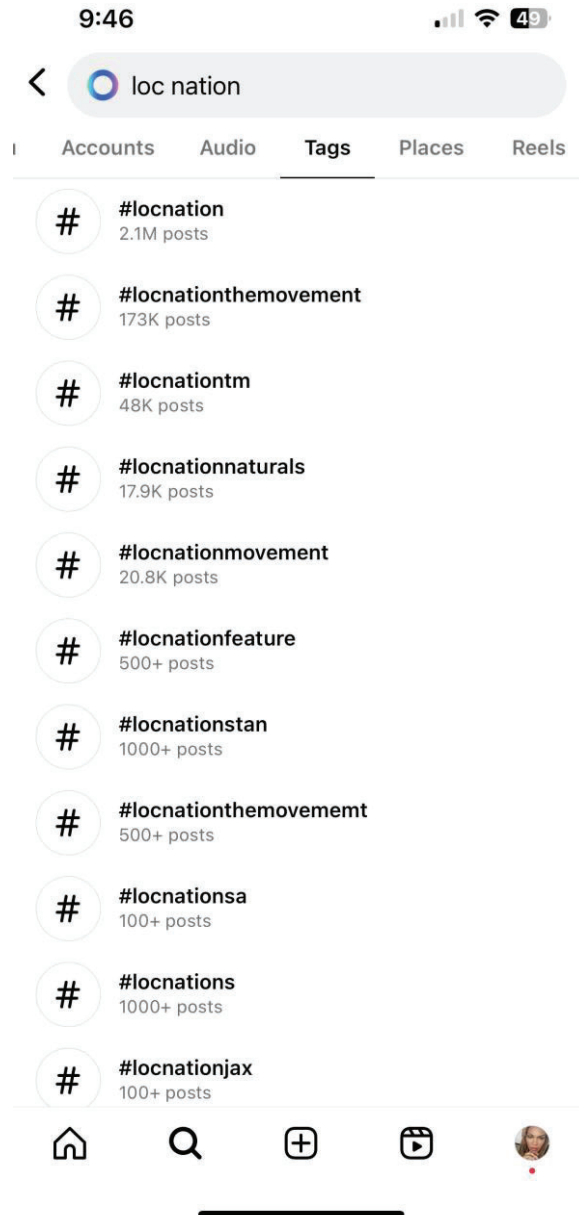 9:46
49
loc nation
Accounts Audio Tags Places Reels
#locnation
2.1M posts
#locnationthemovement
173K posts
#locnationtm
48K posts
#locnationnaturals
17.9K posts
#locnationmovement
20.8K posts
#locnationfeature
500+ posts
#locnationstan
1000+ posts
#locnationthemovememt
500+ posts
#locnationsa
100+ posts
#locnations
1000+ posts
#locnationjax
100+ posts